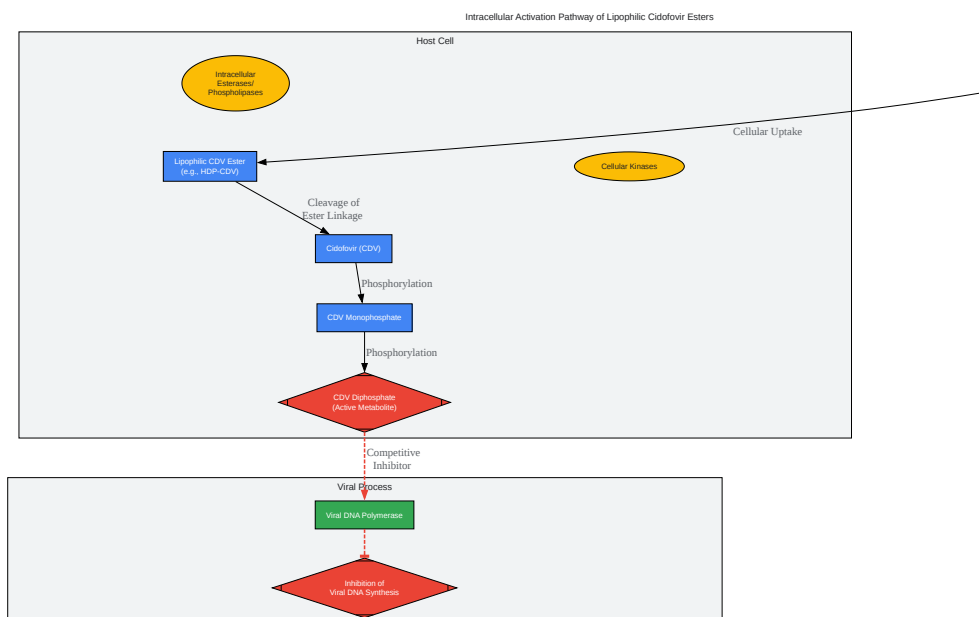 Intracellular Activation Pathway of Lipophilic Cidofovir Esters
Host Cell
Intracellular
Esterases/
Phospholipases
Cellular Uptake
Lipophilic CDV Ester
(e.g., HDP-CDV)
Cellular Kinases
Cleavage of
Ester Linkage
Cidofovir (CDV)
Phosphorylation
CDV Monophosphate
Phosphorylation
CDV Diphosphate
(Active Metabolite)
Competitive
Inhibitor
Viral Process
Viral DNA Polymerase
Inhibition of
Viral DNA Synthesis